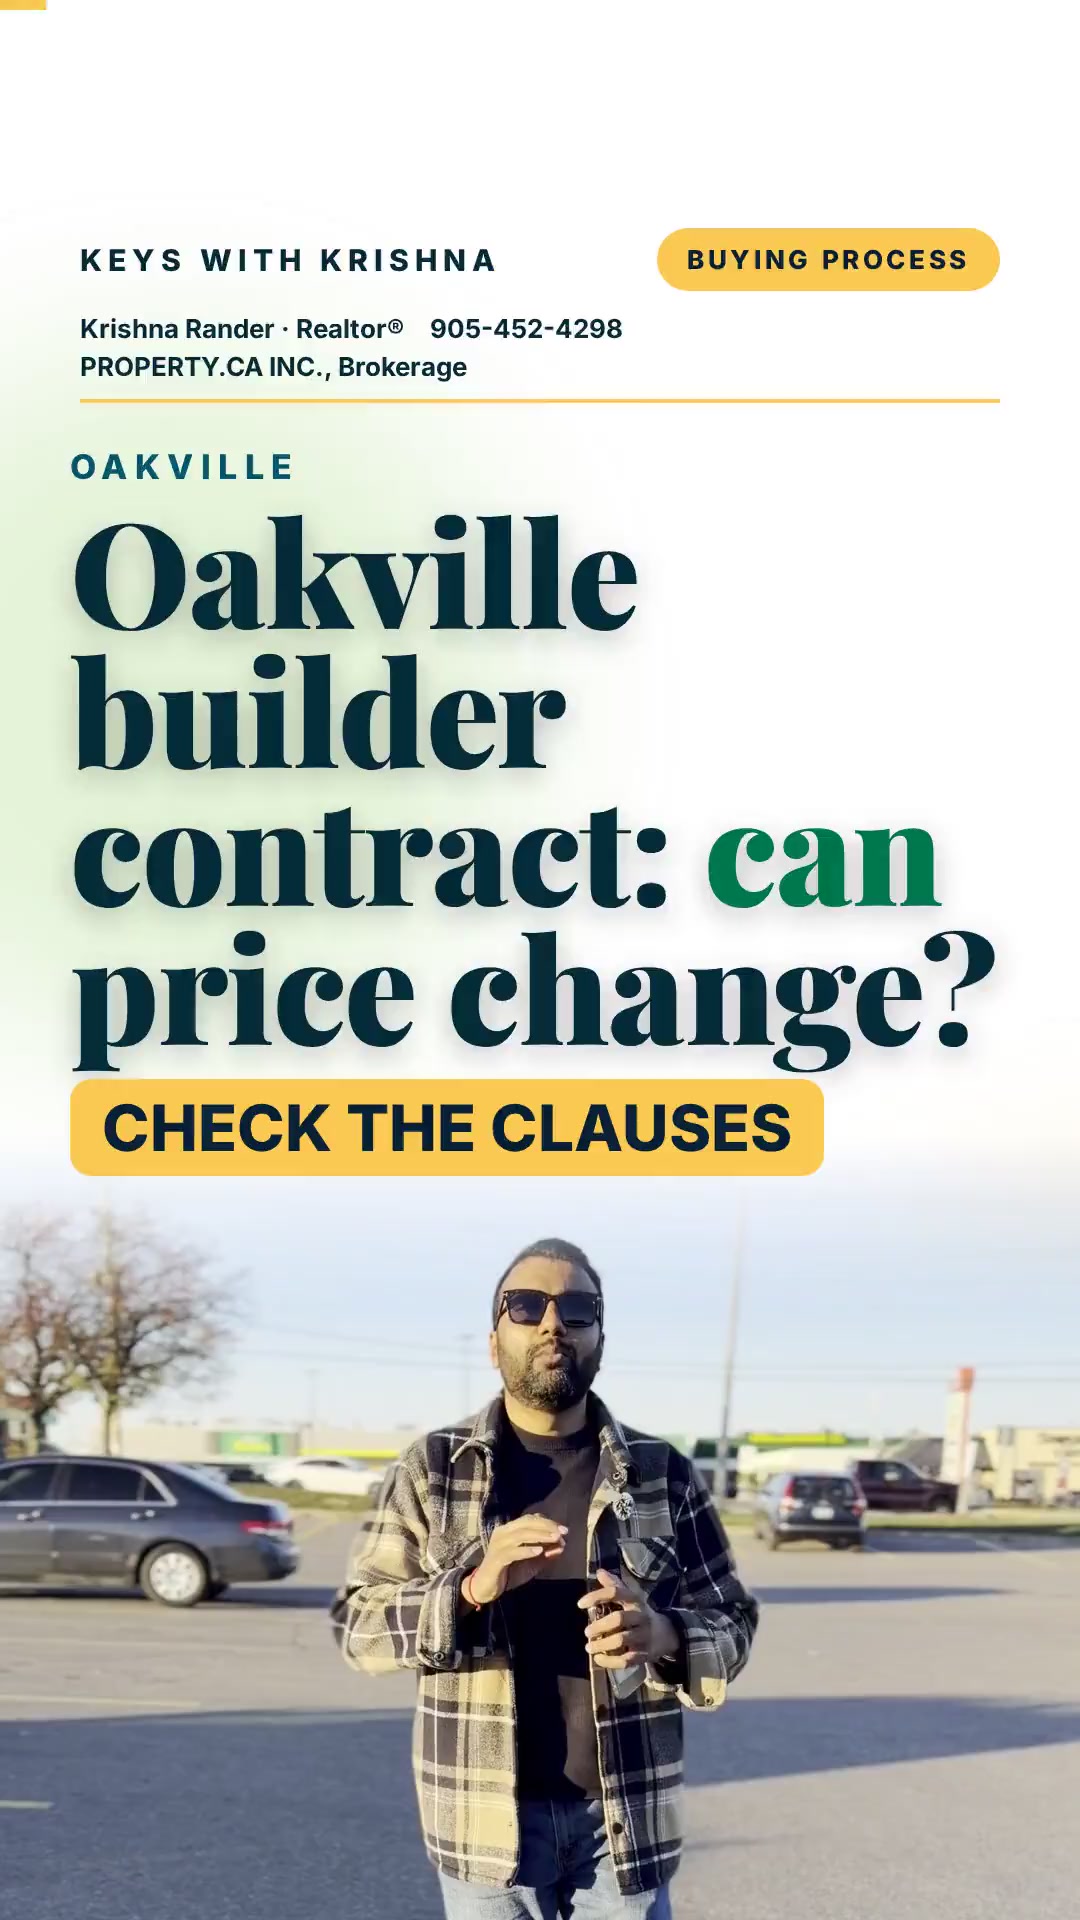 KEYS WITH KRISHNA
BUYING PROCESS
Krishna Rander · Realtor® 905-452-4298
PROPERTY.CA INC., Brokerage
OAKVILLE
Oakville
builder
contract: can
price change?
CHECK THE CLAUSES